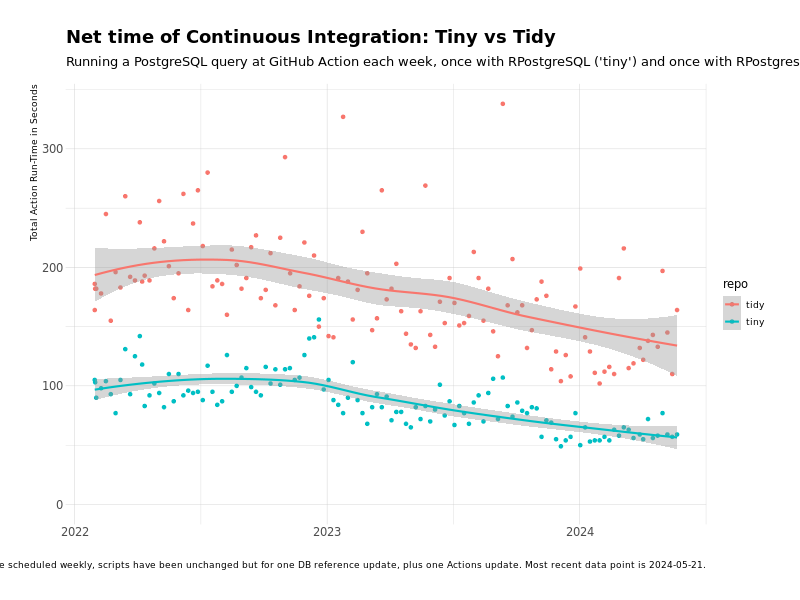 Net time of Continuous Integration: Tiny vs Tidy
Running a PostgreSQL query at GitHub Action each week, once with RPostgreSQL ('tiny') and once with RPostgres
Total Action Run-Time in Seconds
300
200
100
0
2022
2023
2024
repo
tidy
tiny
e scheduled weekly, scripts have been unchanged but for one DB reference update, plus one Actions update. Most recent data point is 2024-05-21.